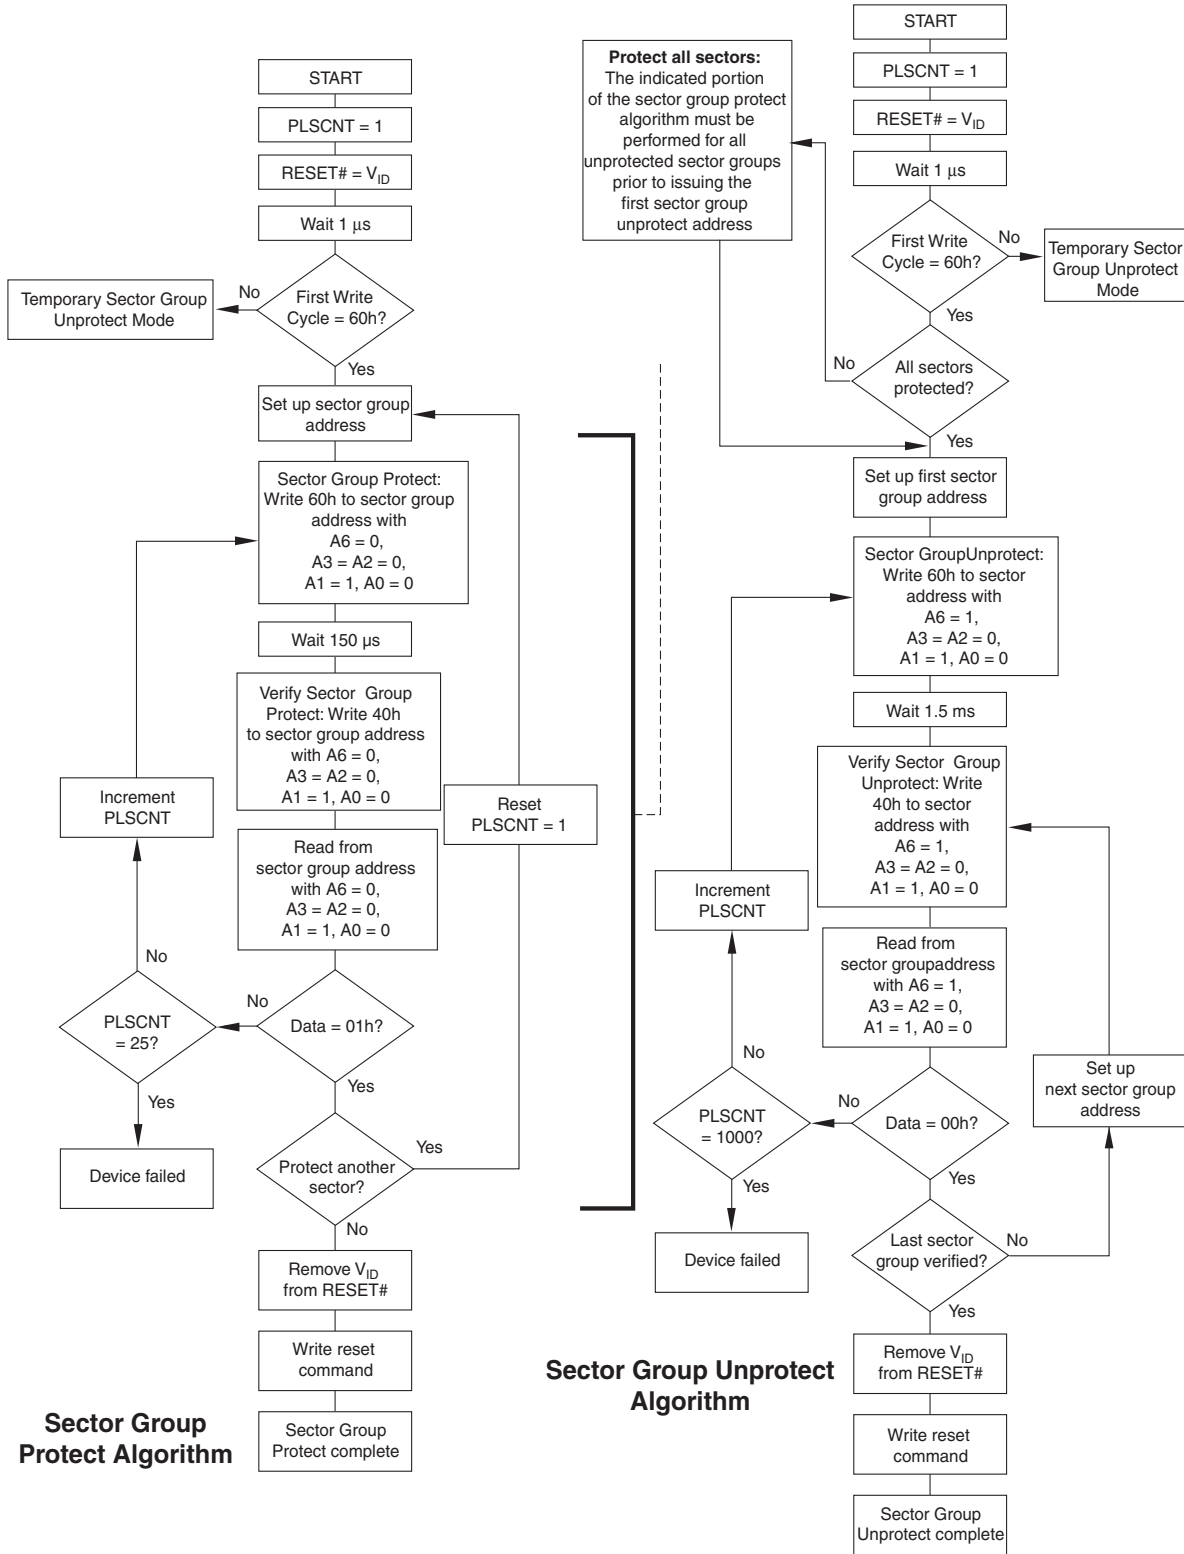 START
PLSCNT = 1
RESET# = VID
Wait 1 μs
First Write
Cycle = 60h?
No
Temporary Sector Group
Unprotect Mode
Yes
Set up sector group
address
Sector Group Protect:
Write 60h to sector group
address with
A6 = 0,
A3 = A2 = 0,
A1 = 1, A0 = 0
Wait 150 µs
Verify Sector Group
Protect: Write 40h
to sector group address
with A6 = 0,
A3 = A2 = 0,
A1 = 1, A0 = 0
Increment
PLSCNT
Reset
PLSCNT = 1
Read from
sector group address
with A6 = 0,
A3 = A2 = 0,
A1 = 1, A0 = 0
No
No
PLSCNT
= 25?
Data = 01h?
Yes
Yes
Device failed
Protect another
sector?
Yes
No
Remove VID
from RESET#
Write reset
command
Sector Group
Protect complete
Sector Group
Protect Algorithm
START
Protect all sectors:
The indicated portion
of the sector group protect
algorithm must be
performed for all
unprotected sector groups
prior to issuing the
first sector group
unprotect address
PLSCNT = 1
RESET# = VID
Wait 1 μs
First Write
Cycle = 60h?
No
Temporary Sector
Group Unprotect
Mode
Yes
No
All sectors
protected?
Yes
Set up first sector
group address
Sector GroupUnprotect:
Write 60h to sector
address with
A6 = 1,
A3 = A2 = 0,
A1 = 1, A0 = 0
Wait 1.5 ms
Verify Sector Group
Unprotect: Write
40h to sector
address with
A6 = 1,
A3 = A2 = 0,
A1 = 1, A0 = 0
Increment
PLSCNT
Read from
sector groupaddress
with A6 = 1,
A3 = A2 = 0,
A1 = 1, A0 = 0
No
No
PLSCNT
= 1000?
Data = 00h?
Set up
next sector group
address
Yes
Yes
Device failed
Last sector
group verified?
No
Yes
Remove VID
from RESET#
Write reset
command
Sector Group
Unprotect complete
Sector Group Unprotect
Algorithm